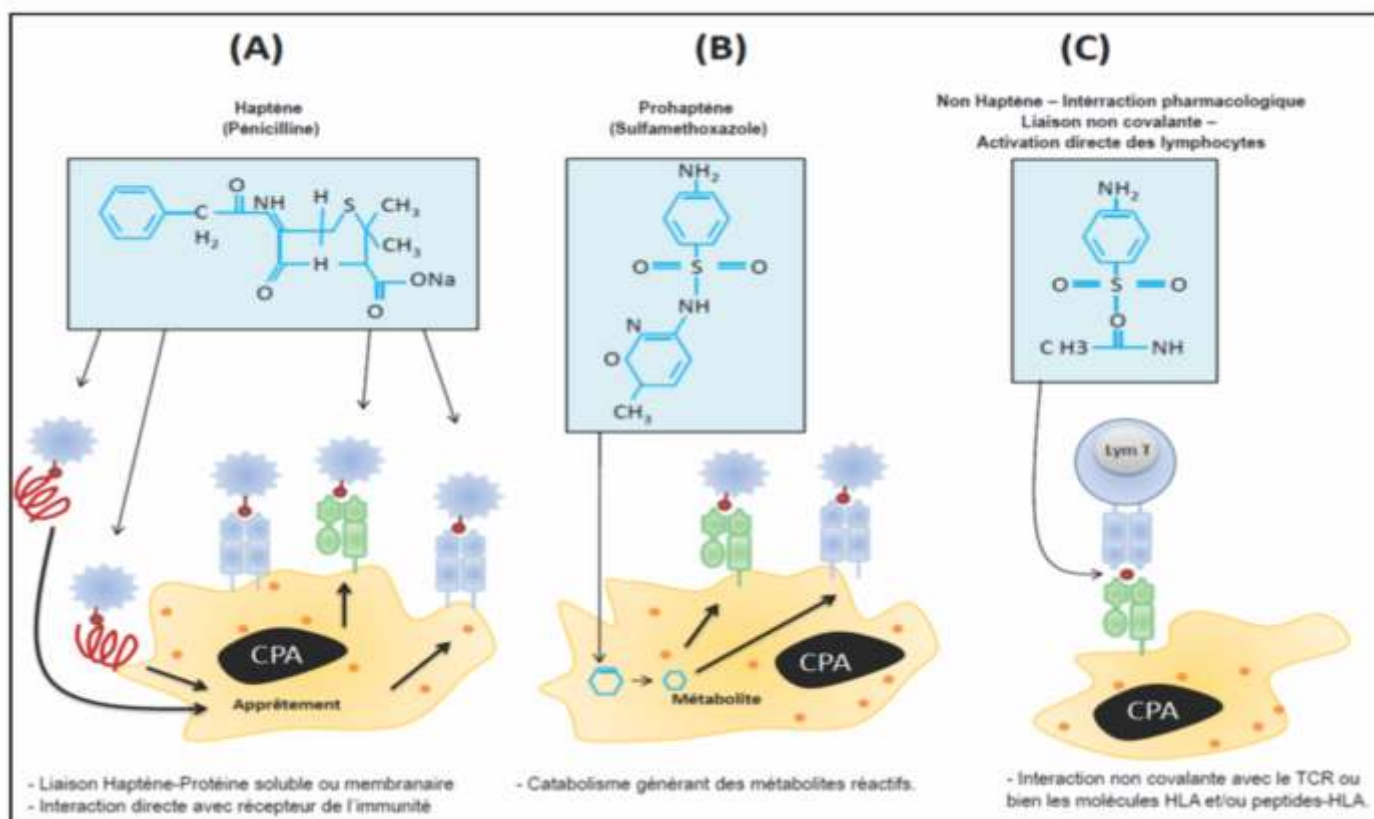 (A)
Haptène
(Pénicilline)
O
NH
H
S
CH₃
C
H₂
CH₃
H
O
ONa
O
CPA
Apprêtement
- Liaison Haptène-Protéine soluble ou membranaire
- Interaction directe avec récepteur de l'immunité
(B)
Prohaptène
(Sulfamethoxazole)
NH₂
O
S
O
NH
N
O
CH₃
CPA
Métabolite
- Catabolisme générant des métabolites réactifs.
(C)
Non Haptène – Intérraction pharmacologique
Liaison non covalante –
Activation directe des lymphocytes
NH₂
O
S
O
O
C H3
NH
Lym T
CPA
- Interaction non covalante avec le TCR ou
bien les molécules HLA et/ou peptides-HLA.